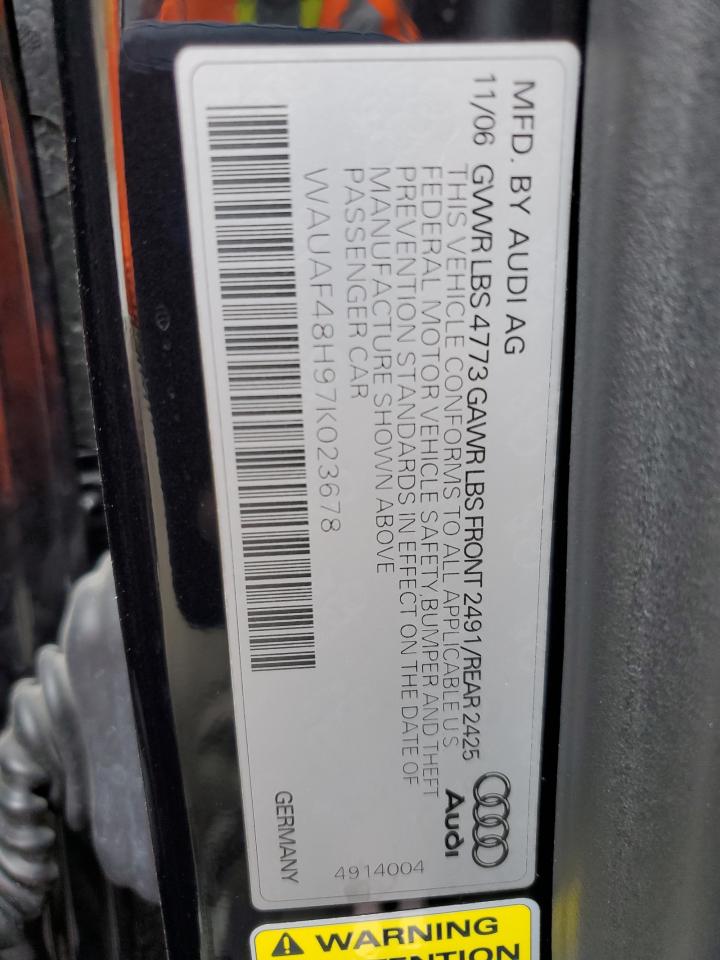 MFD. BY AUDI AG
11/06 GVWR LBS 4773 GAWR LBS FRONT 2491/REAR 2425
THIS VEHICLE CONFORMS TO ALL APPLICABLE U S
FEDERAL MOTOR VEHICLE SAFETY,BUMPER AND THEFT
PREVENTION STANDARDS IN EFFECT ON THE DATE OF
MANUFACTURE SHOWN ABOVE
PASSENGER CAR
WAUAF48H97K023678
Audi
4914004
GERMANY
WARNING